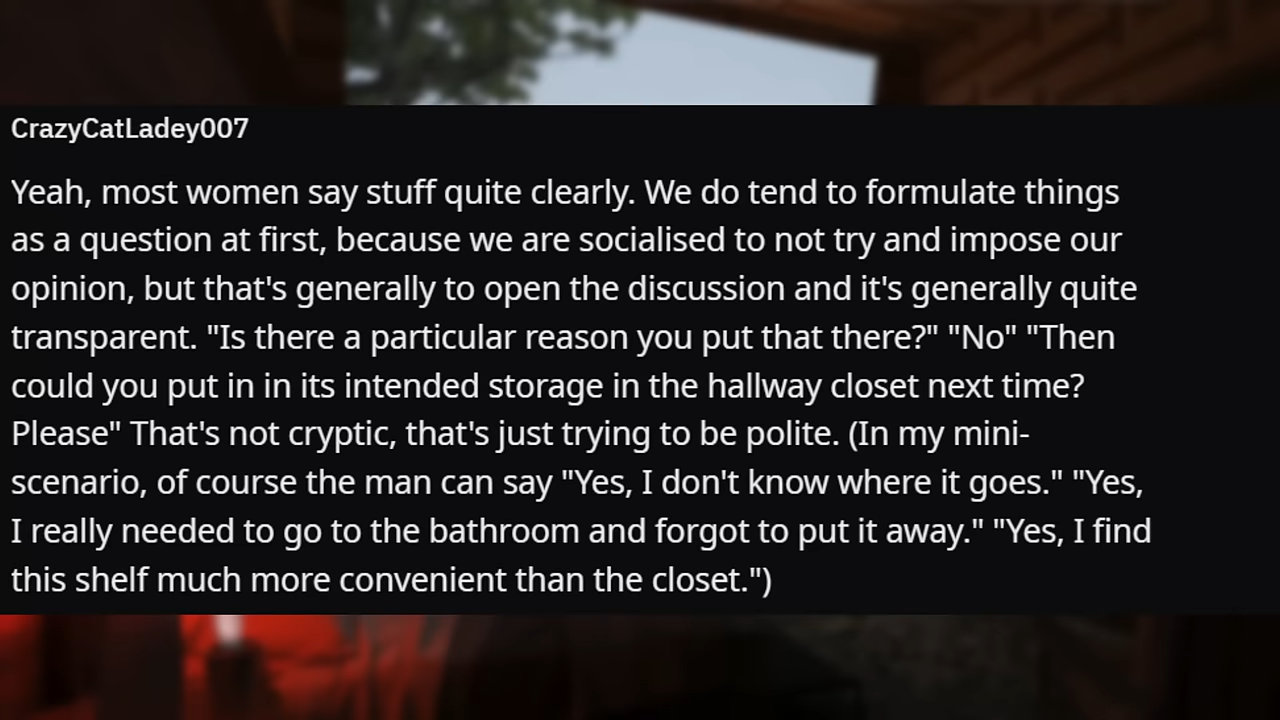 CrazyCatLadey007
Yeah, most women say stuff quite clearly. We do tend to formulate things
as a question at first, because we are socialised to not try and impose our
opinion, but that's generally to open the discussion and it's generally quite
transparent. "Is there a particular reason you put that there?" "No" "Then
could you put in in its intended storage in the hallway closet next time?
Please" That's not cryptic, that's just trying to be polite. (In my mini-
scenario, of course the man can say "Yes, I don't know where it goes." "Yes,
I really needed to go to the bathroom and forgot to put it away." "Yes, I find
this shelf much more convenient than the closet.")